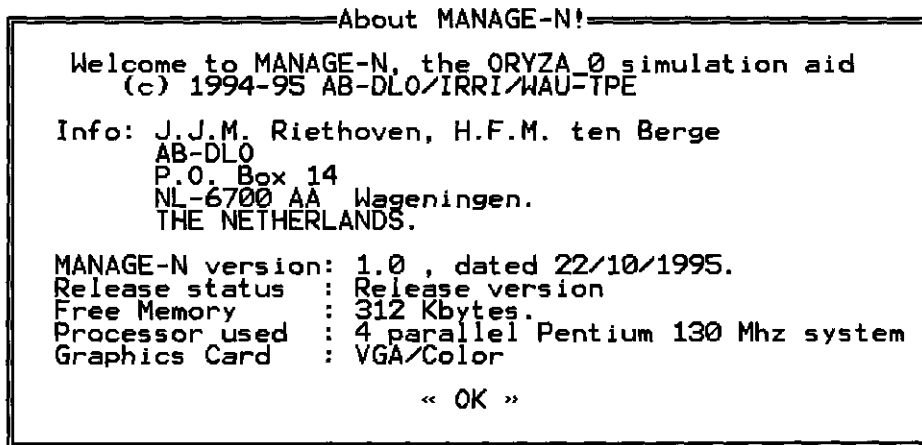 About MANAGE-N!
Welcome to MANAGE-N, the ORYZA_0 simulation aid
(c) 1994-95 AB-DLO/IRRI/WAU-TPE
Info: J.J.M. Riethoven, H.F.M. ten Berge
AB-DLO
P.O. Box 14
NL-6700 AA Wageningen.
THE NETHERLANDS.
MANAGE-N version: 1.0 , dated 22/10/1995.
Release status : Release version
Free Memory : 312 Kbytes.
Processor used : 4 parallel Pentium 130 Mhz system
Graphics Card : VGA/Color
« OK »